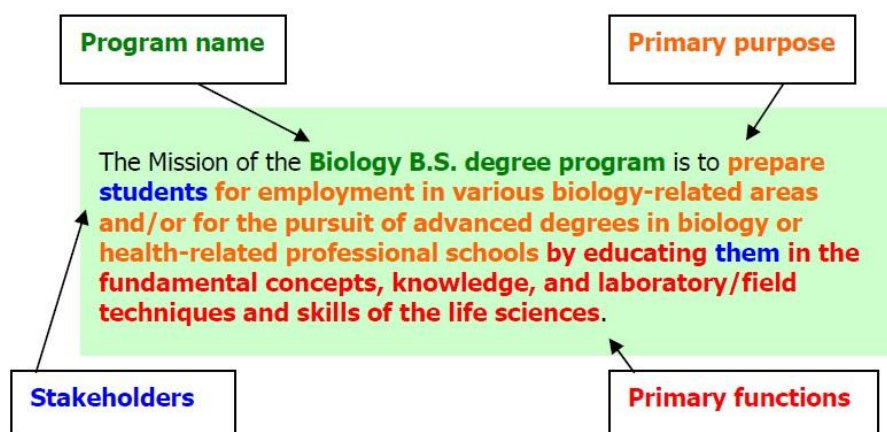 Program name
Primary purpose
The Mission of the Biology B.S. degree program is to prepare
students for employment in various biology-related areas
and/or for the pursuit of advanced degrees in biology or
health-related professional schools by educating them in the
fundamental concepts, knowledge, and laboratory/field
techniques and skills of the life sciences.
Stakeholders
Primary functions